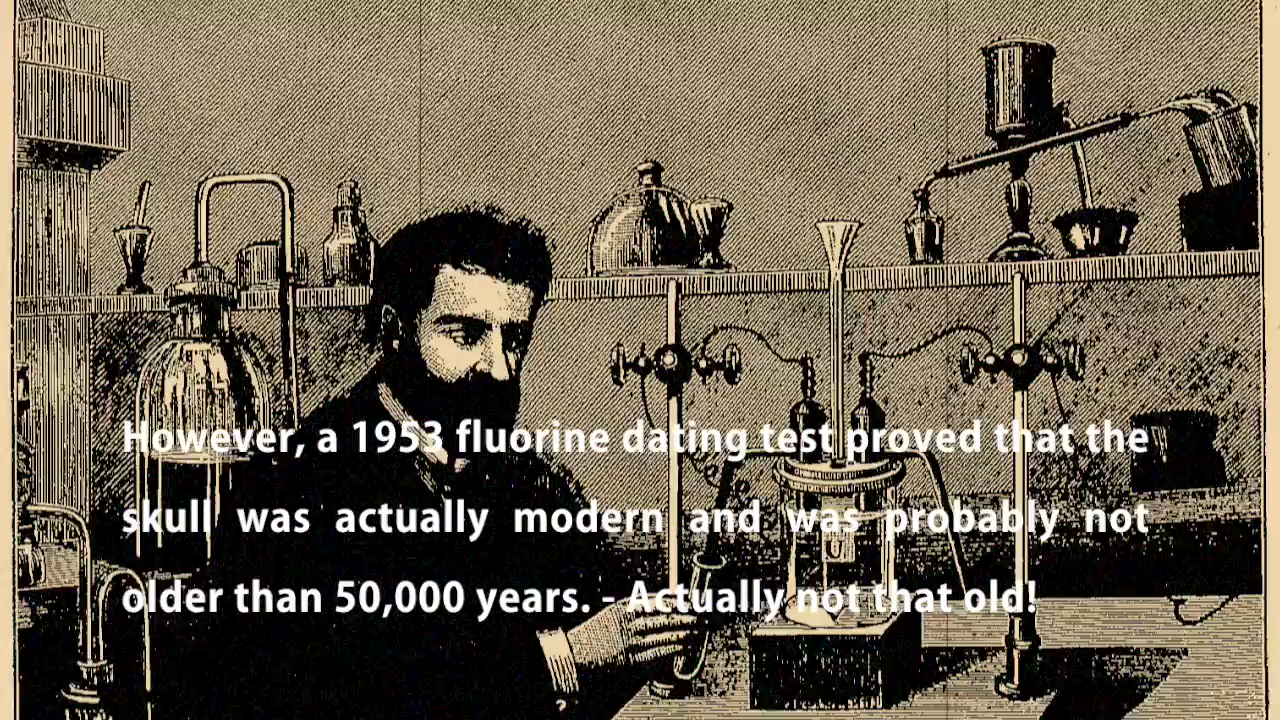 However, a 1953 fluorine dating test proved that the
skull was actually modern and was probably not
older than 50,000 years. - Actually not that old!